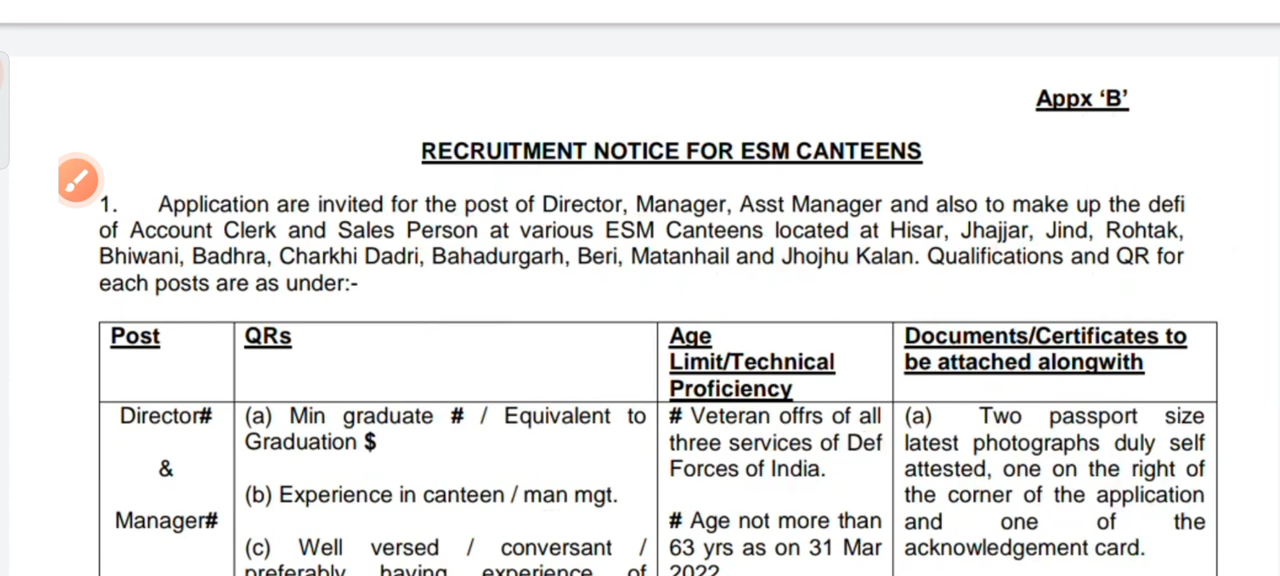 Appx ‘B’
RECRUITMENT NOTICE FOR ESM CANTEENS
1. Application are invited for the post of Director, Manager, Asst Manager and also to make up the defi
of Account Clerk and Sales Person at various ESM Canteens located at Hisar, Jhajjar, Jind, Rohtak,
Bhiwani, Badhra, Charkhi Dadri, Bahadurgarh, Beri, Matanhail and Jhojhu Kalan. Qualifications and QR for
each posts are as under:-
Post
QRs
Age
Limit/Technical
Proficiency
Documents/Certificates to
be attached alongwith
Director#
&
Manager#
(a) Min graduate # / Equivalent to
Graduation $
(b) Experience in canteen / man mgt.
(c) Well versed / conversant /
preferably having experience of
# Veteran offrs of all
three services of Def
Forces of India.
# Age not more than
63 yrs as on 31 Mar
2022
(a) Two passport size
latest photographs duly self
attested, one on the right of
the corner of the application
and one of the
acknowledgement card.